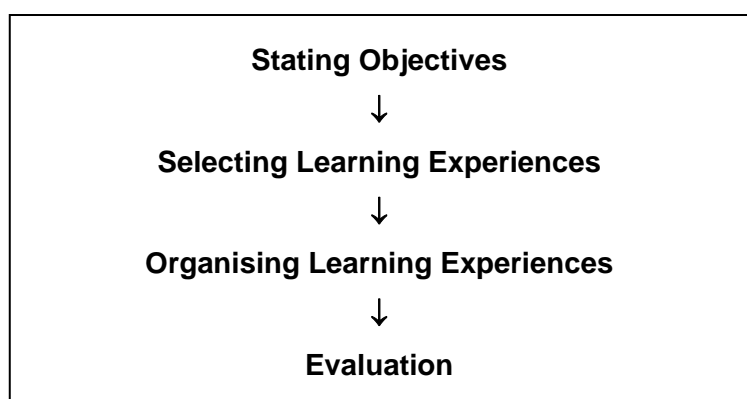 Stating Objectives
↓
Selecting Learning Experiences
↓
Organising Learning Experiences
↓
Evaluation